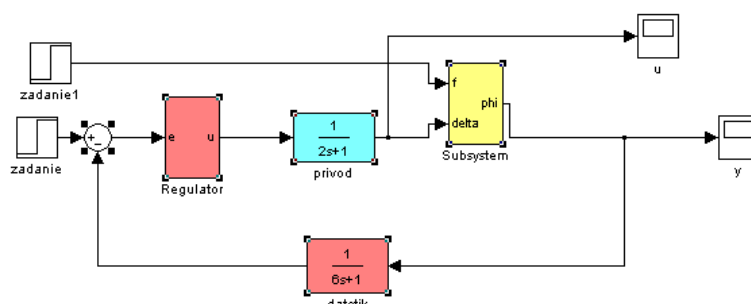 zadanie1
zadanie
+
−
e
u
Regulator
1
2s+1
privod
f
phi
delta
Subsystem
u
y
1
6s+1